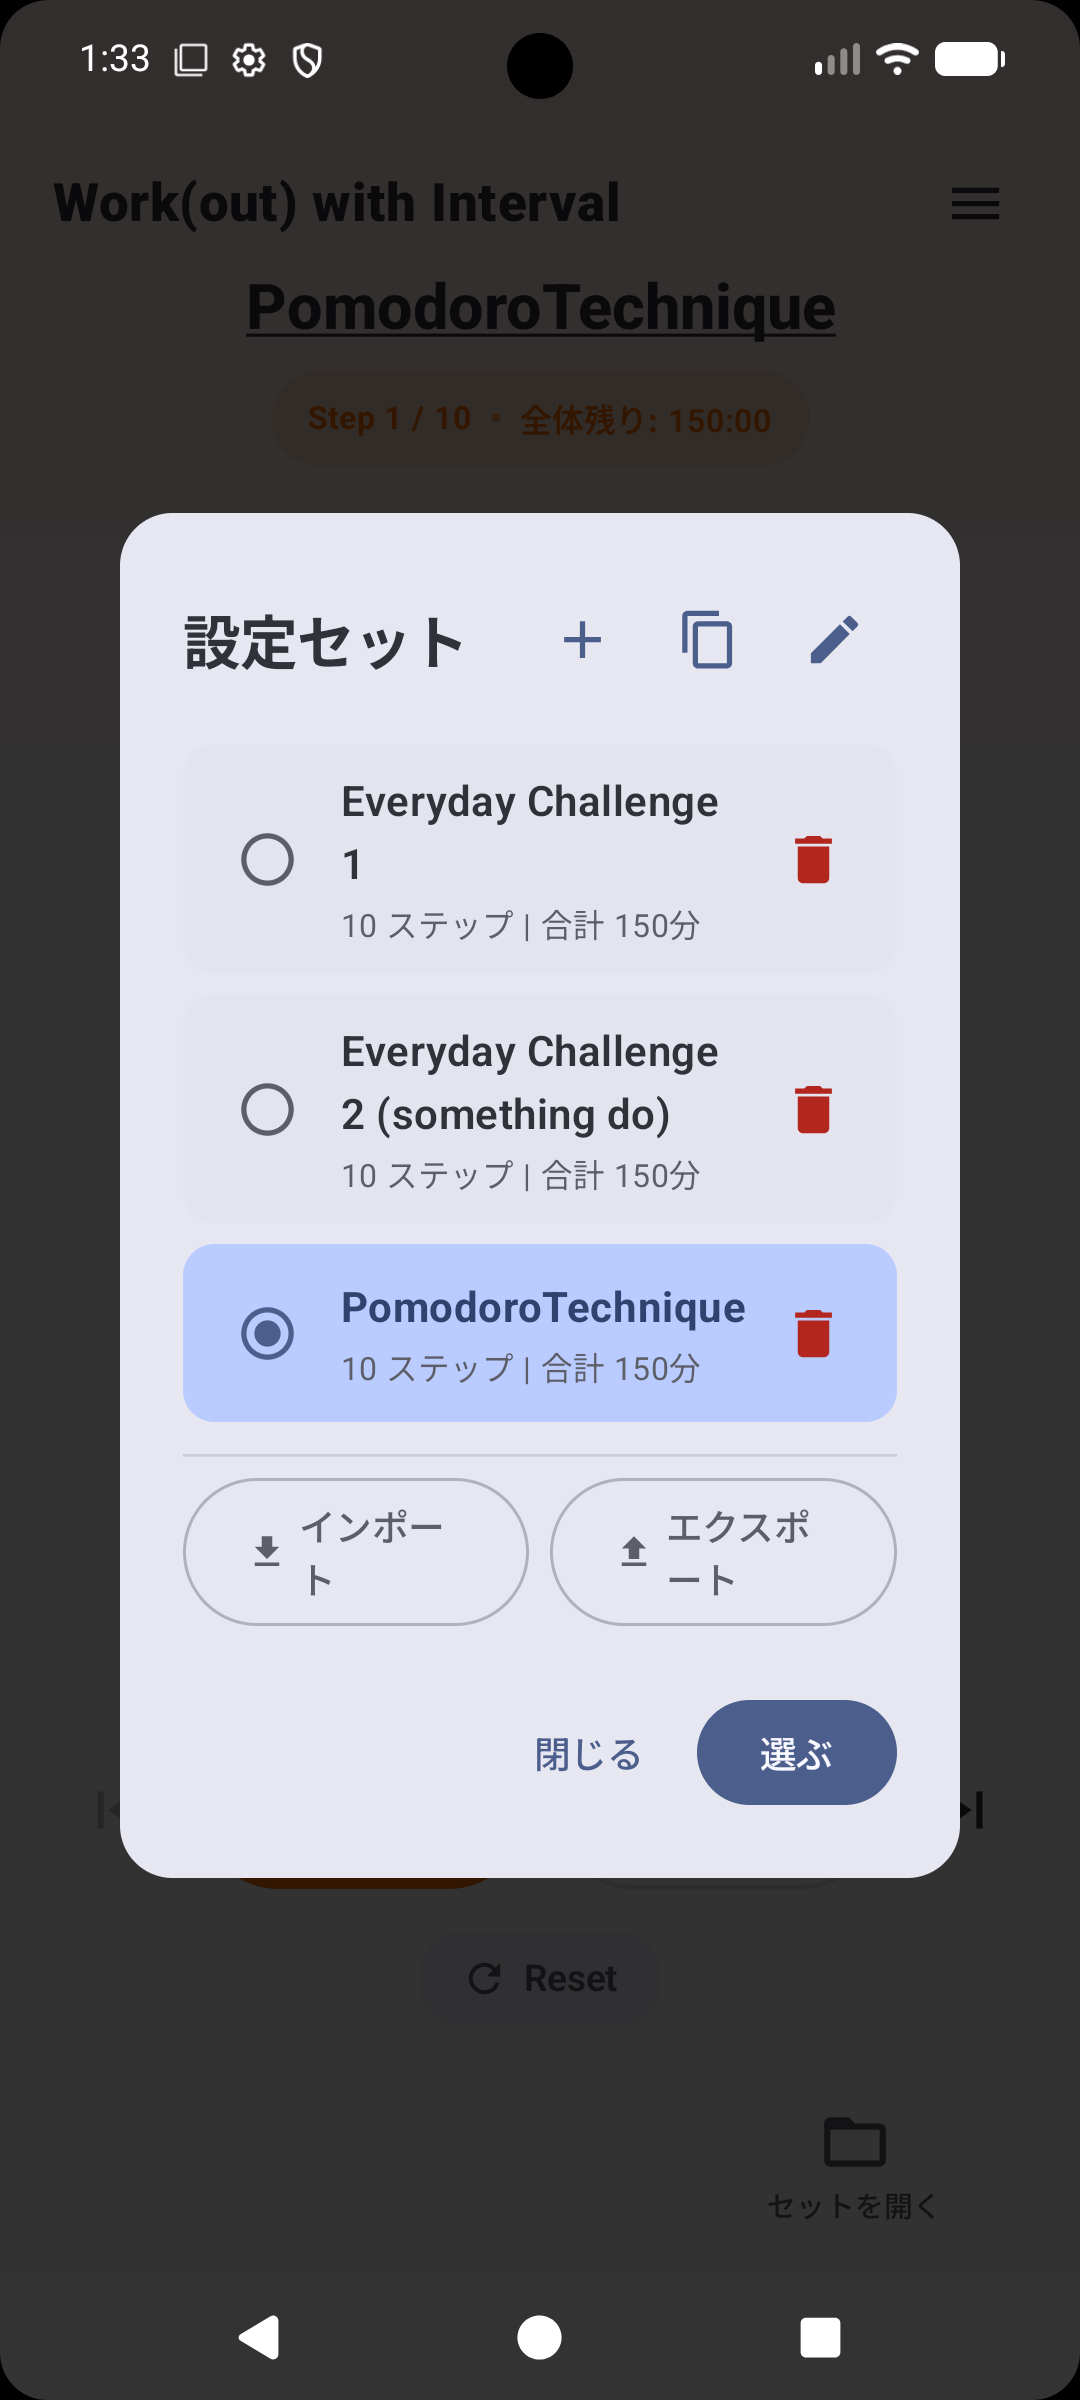 1:33
Work(out) with Interval
PomodoroTechnique
Step 1 / 10 • 全体残り: 150:00
設定セット
Everyday Challenge
1
10 ステップ | 合計 150分
Everyday Challenge
2 (something do)
10 ステップ | 合計 150分
PomodoroTechnique
10 ステップ | 合計 150分
インポー
ト
エクスポ
ート
閉じる
選ぶ
Reset
セットを開く